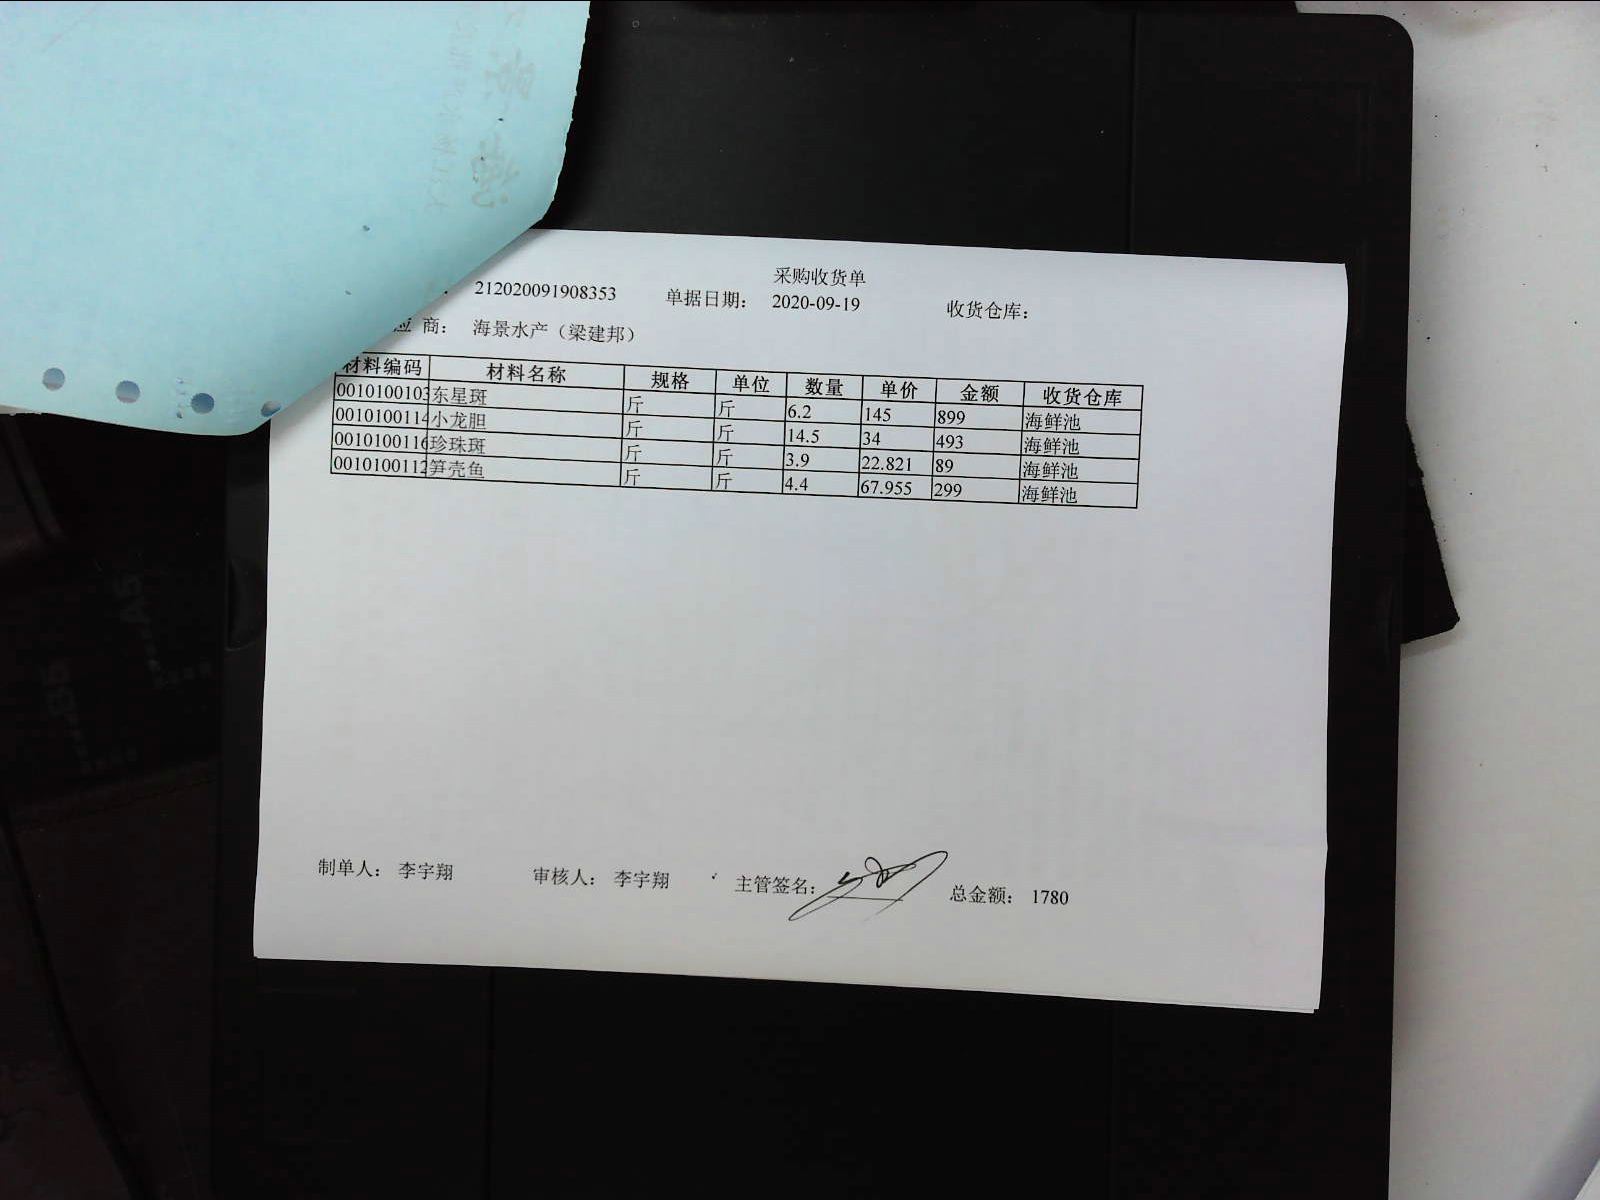 采购收货单
212020091908353 单据日期： 2020-09-19 收货仓库：
应 商： 海景水产（梁建邦）
材料编码 材料名称 规格 单位 数量 单价 金额 收货仓库
0010100103 东星斑 斤 斤 6.2 145 899 海鲜池
0010100114 小龙胆 斤 斤 14.5 34 493 海鲜池
0010100116 珍珠斑 斤 斤 3.9 22.821 89 海鲜池
0010100112 笋壳鱼 斤 斤 4.4 67.955 299 海鲜池
制单人： 李宇翔 审核人： 李宇翔 主管签名： 总金额： 1780